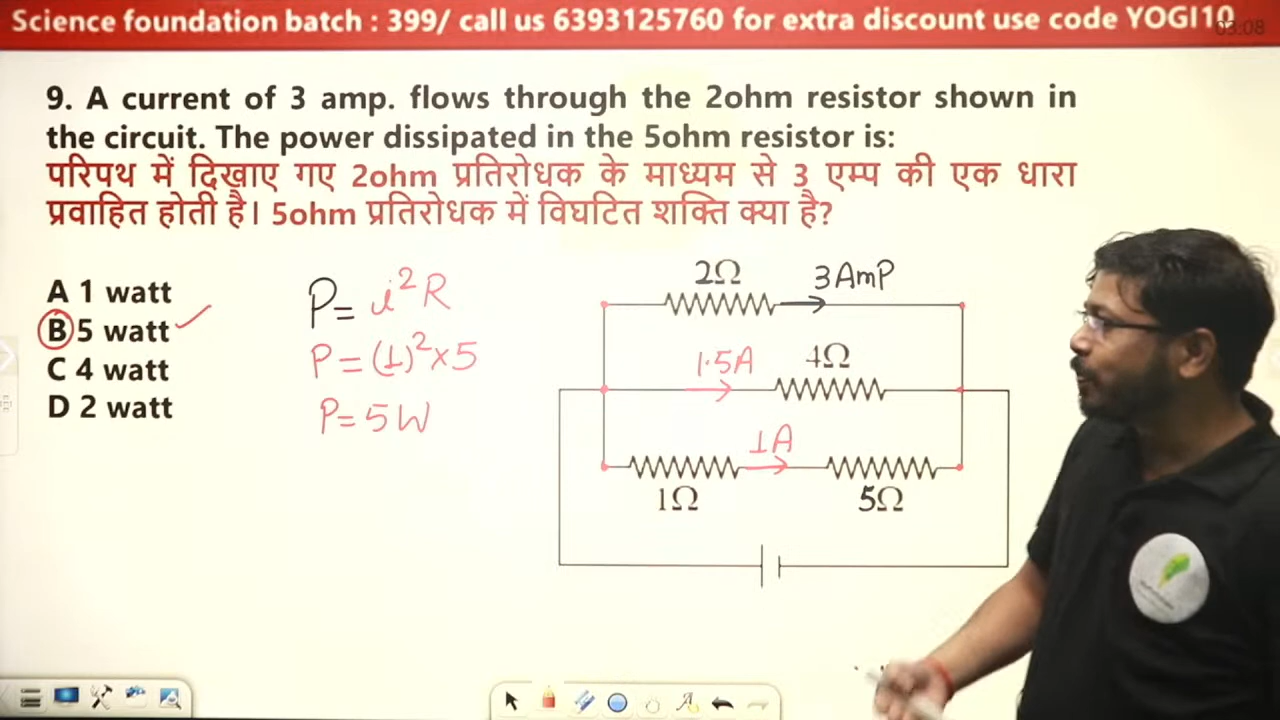 Science foundation batch : 399/ call us 6393125760 for extra discount use code YOGI10
03:08
9. A current of 3 amp. flows through the 2ohm resistor shown in
the circuit. The power dissipated in the 5ohm resistor is:
परिपथ में दिखाए गए 2ohm प्रतिरोधक के माध्यम से 3 एम्प की एक धारा
प्रवाहित होती है। 5ohm प्रतिरोधक में विघटित शक्ति क्या है?
A 1 watt
B 5 watt
C 4 watt
D 2 watt
P= i²R
P = (1)²×5
P= 5W
2Ω 3AmP
1.5A 4Ω
1A
1Ω 5Ω